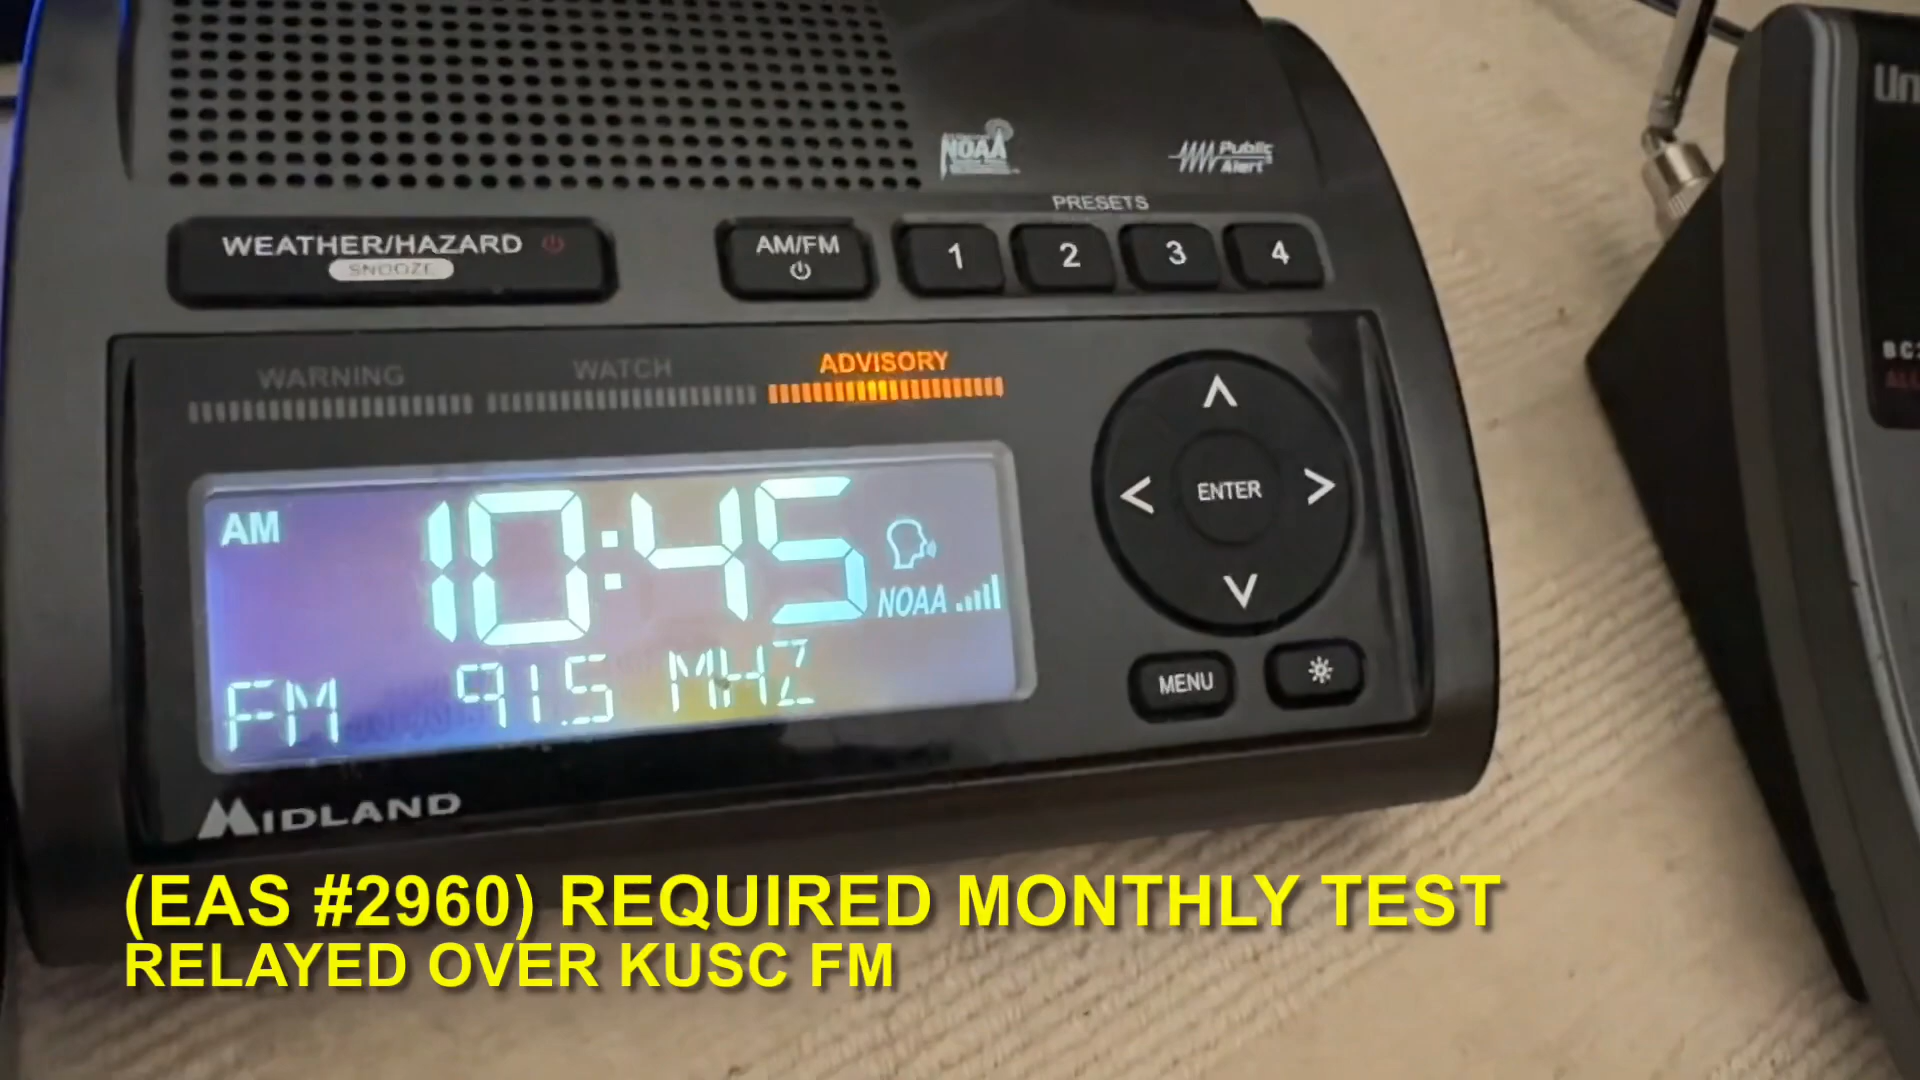 Un
NOAA
Public
Alert
PRESETS
WEATHER/HAZARD
SNOOZE
AM/FM
1 2 3 4
WARNING WATCH ADVISORY
AM 10:45
NOAA
FM 91.5 MHZ
ENTER
MENU
MIDLAND
(EAS #2960) REQUIRED MONTHLY TEST
RELAYED OVER KUSC FM